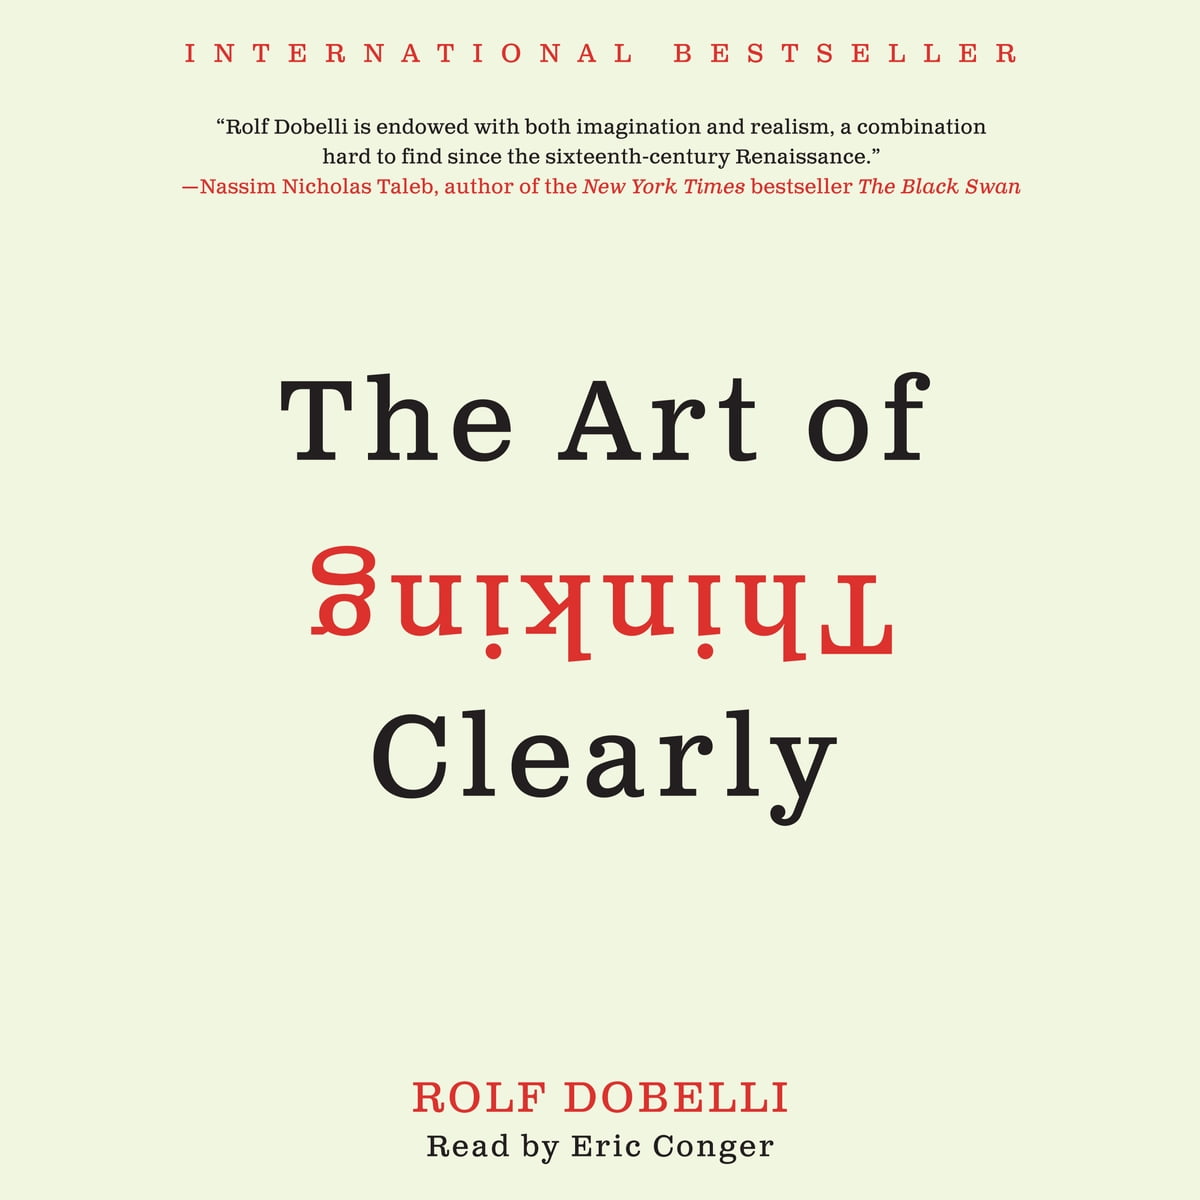 INTERNATIONAL BESTSELLER
“Rolf Dobelli is endowed with both imagination and realism, a combination
hard to find since the sixteenth-century Renaissance.”
—Nassim Nicholas Taleb, author of the New York Times bestseller The Black Swan
The Art of
Thinking
Clearly
ROLF DOBELLI
Read by Eric Conger